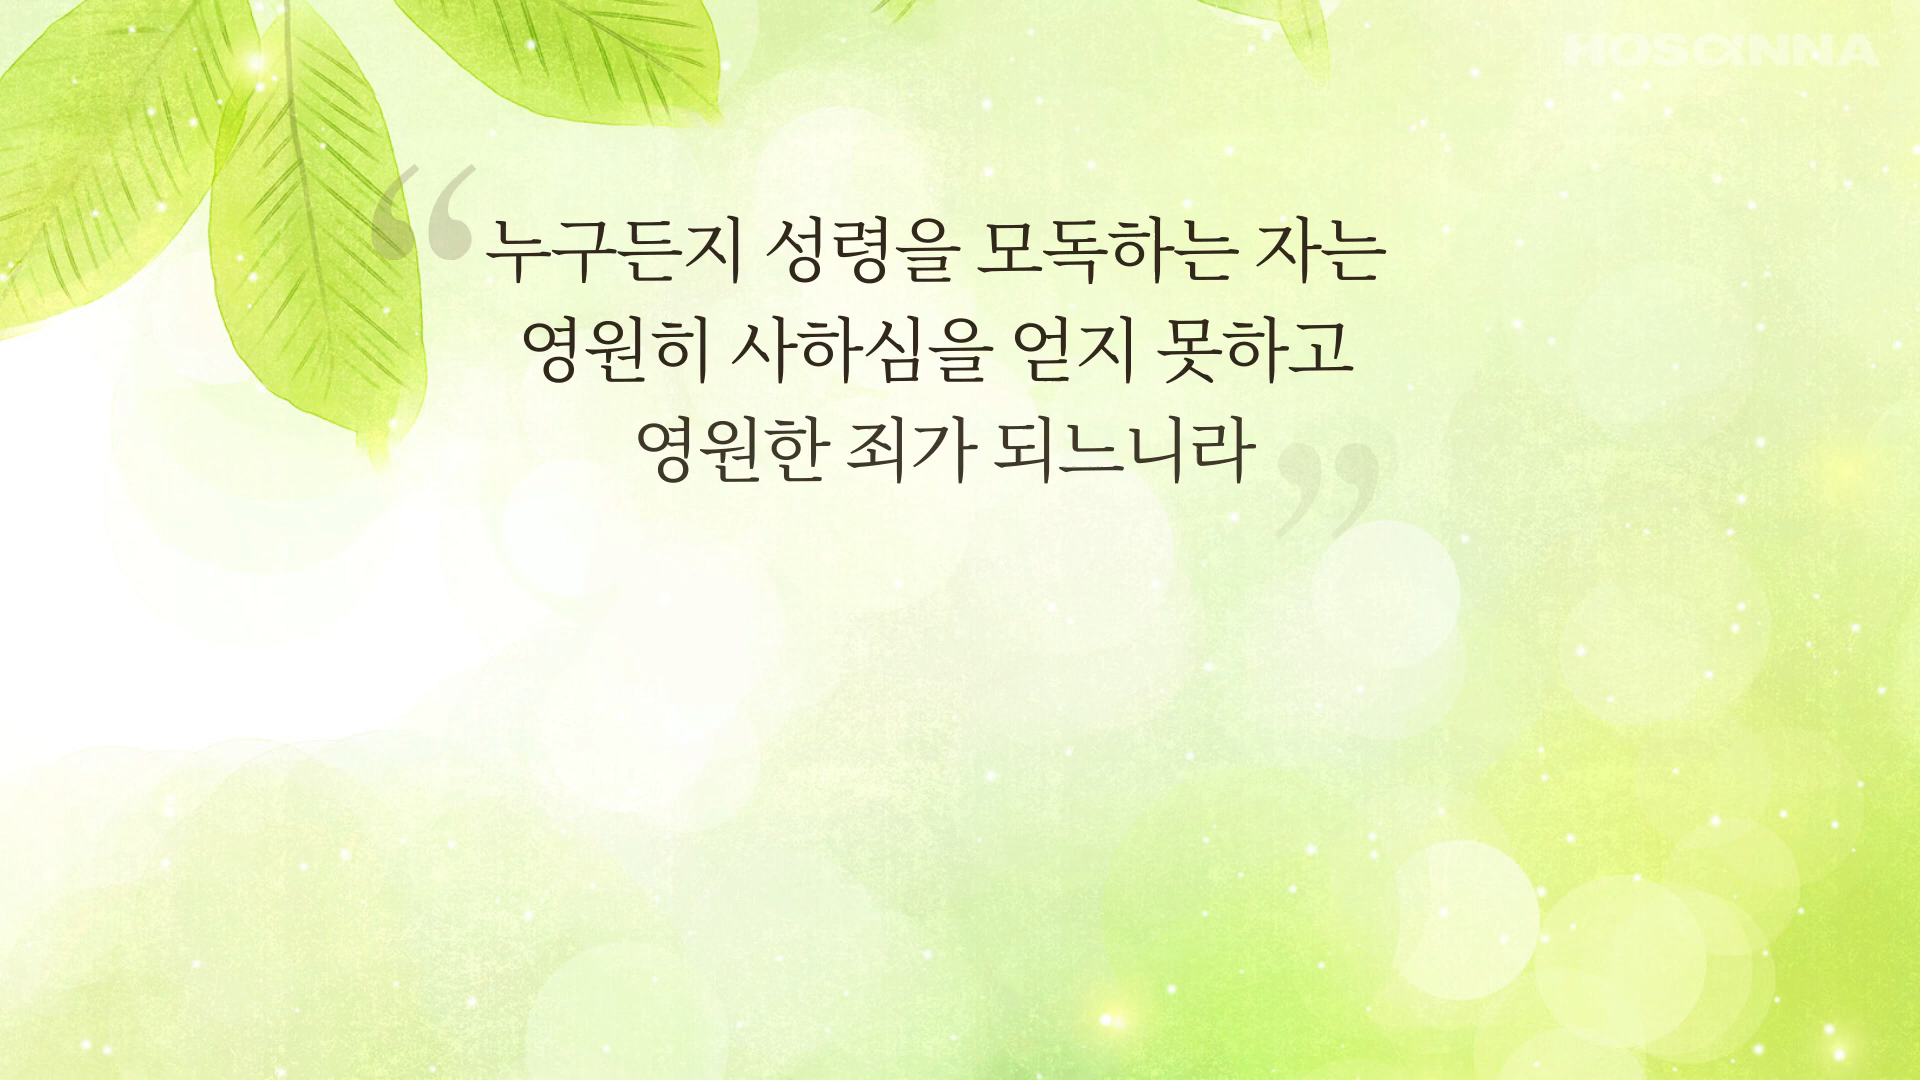 HOSANNA
“누구든지 성령을 모독하는 자는
영원히 사하심을 얻지 못하고
영원한 죄가 되느니라”